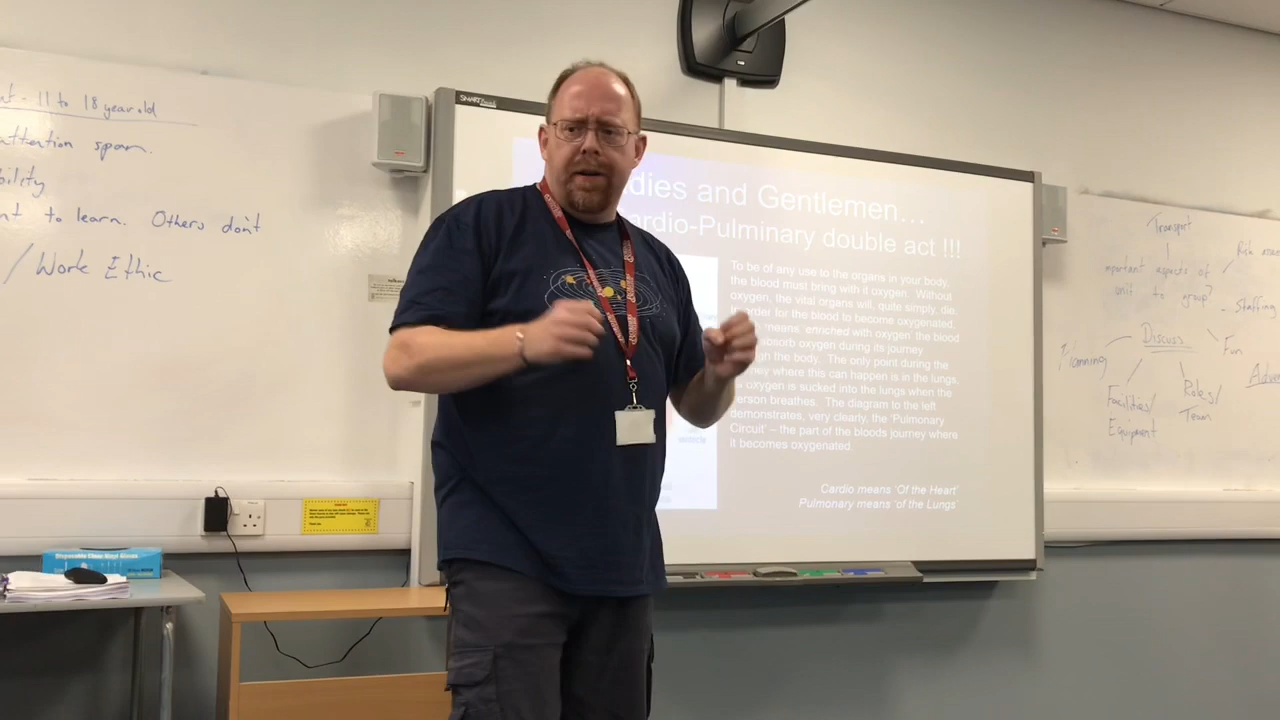 11 to 18 year old
attention span.
to learn. Others don't
/ Work Ethic
SMART
dies and Gentlemen...
ardio-Pulminary double act !!!
To be of any use to the organs in your body,
the blood must bring with it oxygen. Without
oxygen, the vital organs will, quite simply, die.
In order for the blood to become oxygenated,
means 'enriched with oxygen' the blood
absorb oxygen during its journey
the body. The only point during the
where this can happen is in the lungs,
oxygen is sucked into the lungs when the
person breathes. The diagram to the left
demonstrates, very clearly, the 'Pulmonary
Circuit' – the part of the bloods journey where
it becomes oxygenated.
Cardio means 'Of the Heart'
Pulmonary means 'of the Lungs'
Transport
Risk
important aspects of
unit to group?
Staffing
Discuss
Planning
Fun
Facilities/
Equipment
Roles/
Team
Disposable